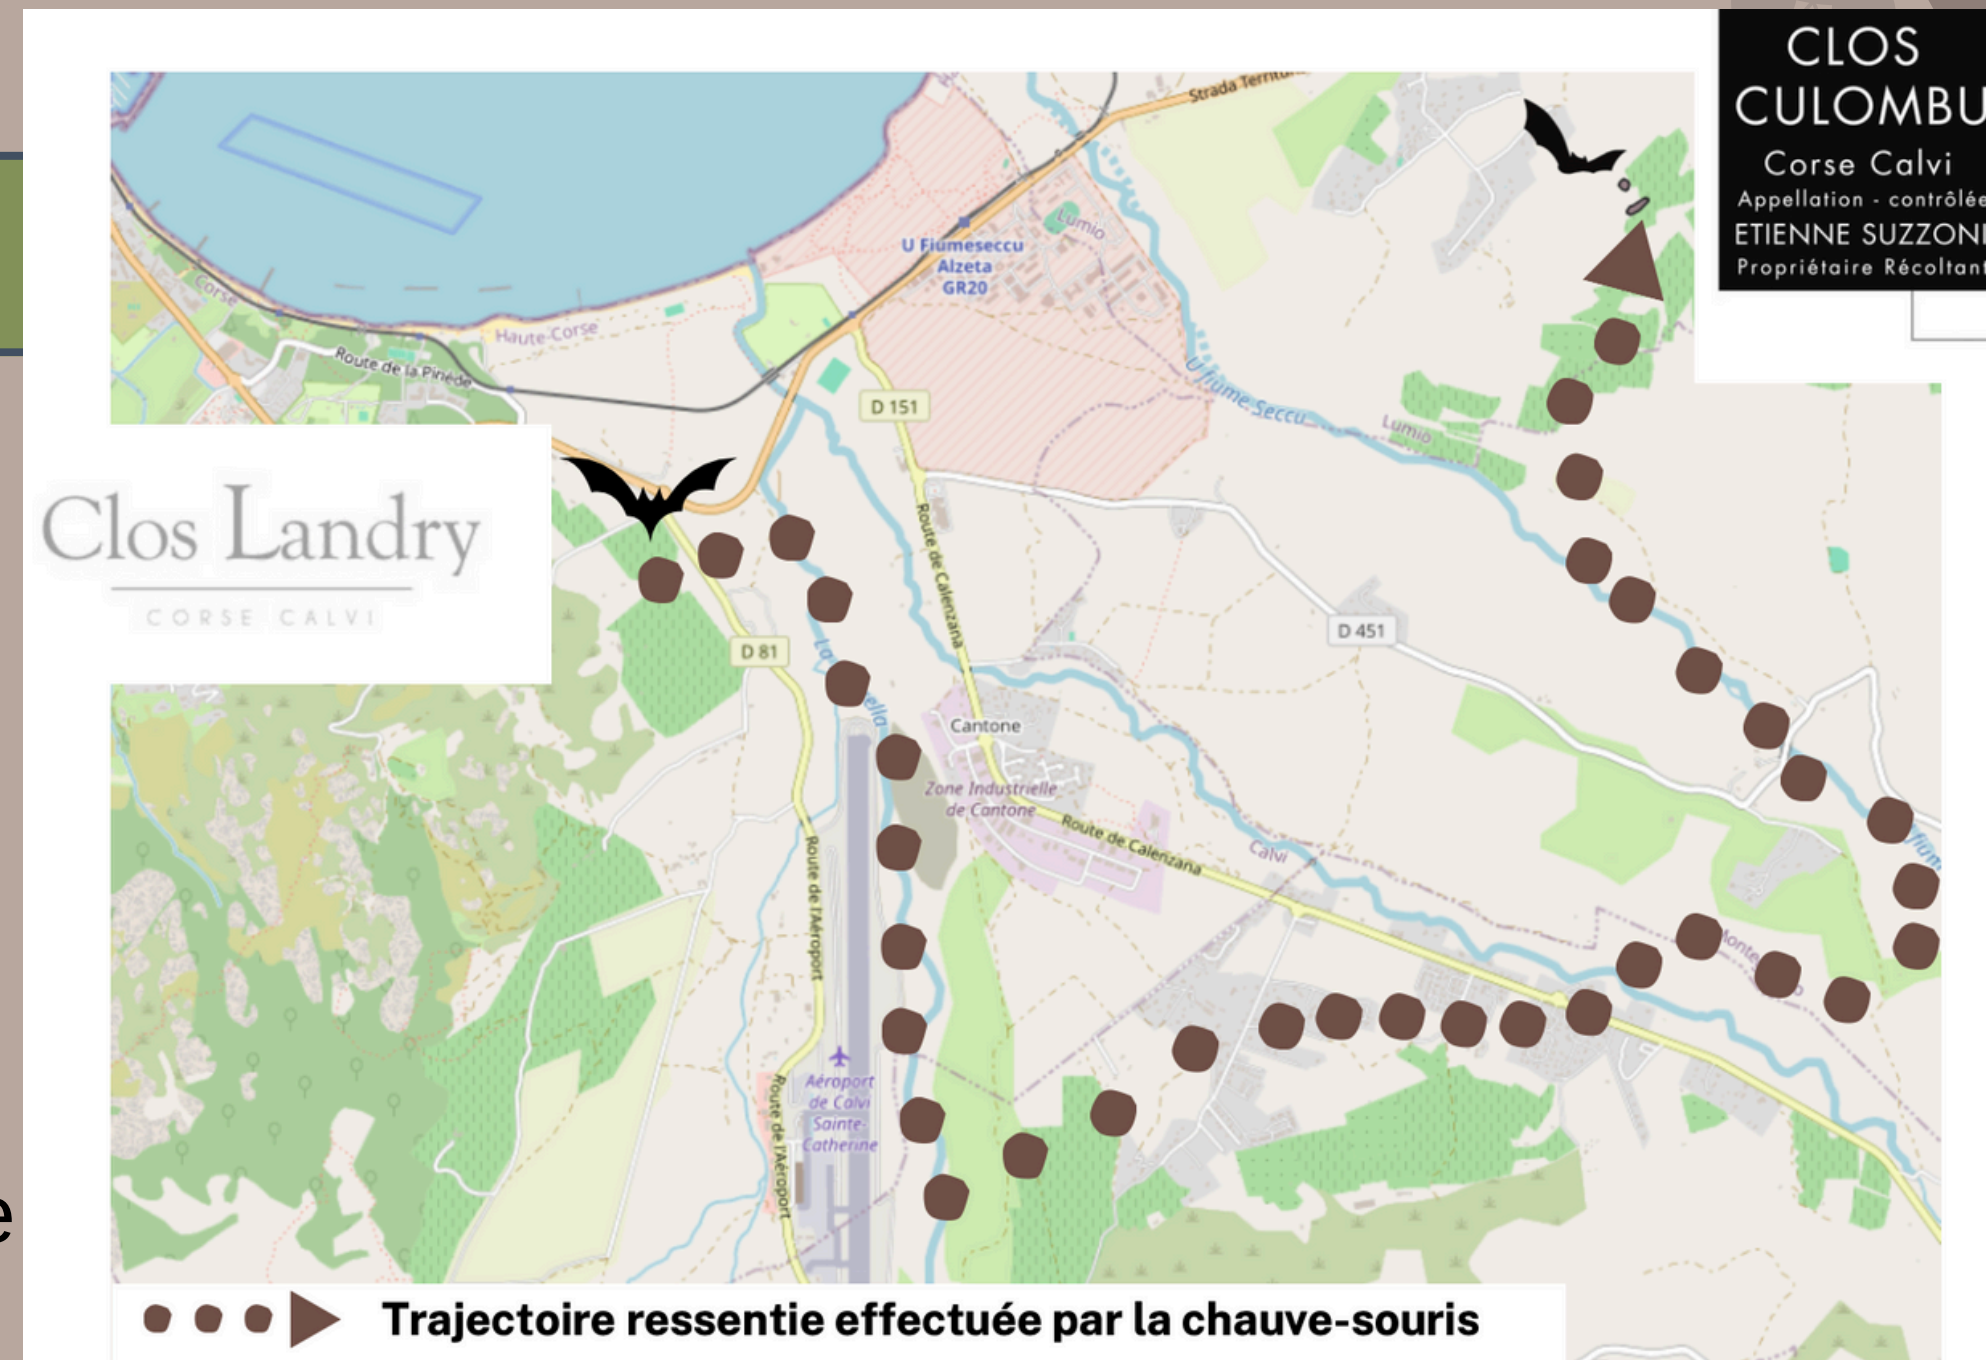 CLOS
CULOMBU
Corse Calvi
Appellation - contrôlée
ETIENNE SUZZONI
Propriétaire Récoltant
Lumio
U Fiumeseccu
Alzeta
GR20
Corse
Haute-Corse
Route de la Pinède
D 151
U Fiume Seccu
Lumio
Clos Landry
CORSE CALVI
Route de Calenzana
D 81
D 451
Cantone
Zone Industrielle
de Cantone
Route de Calenzana
Calvi
Route de l'Aéroport
Aéroport
de Calvi
Sainte-
Catherine
Route de l'Aéroport
e
Trajectoire ressentie effectuée par la chauve-souris